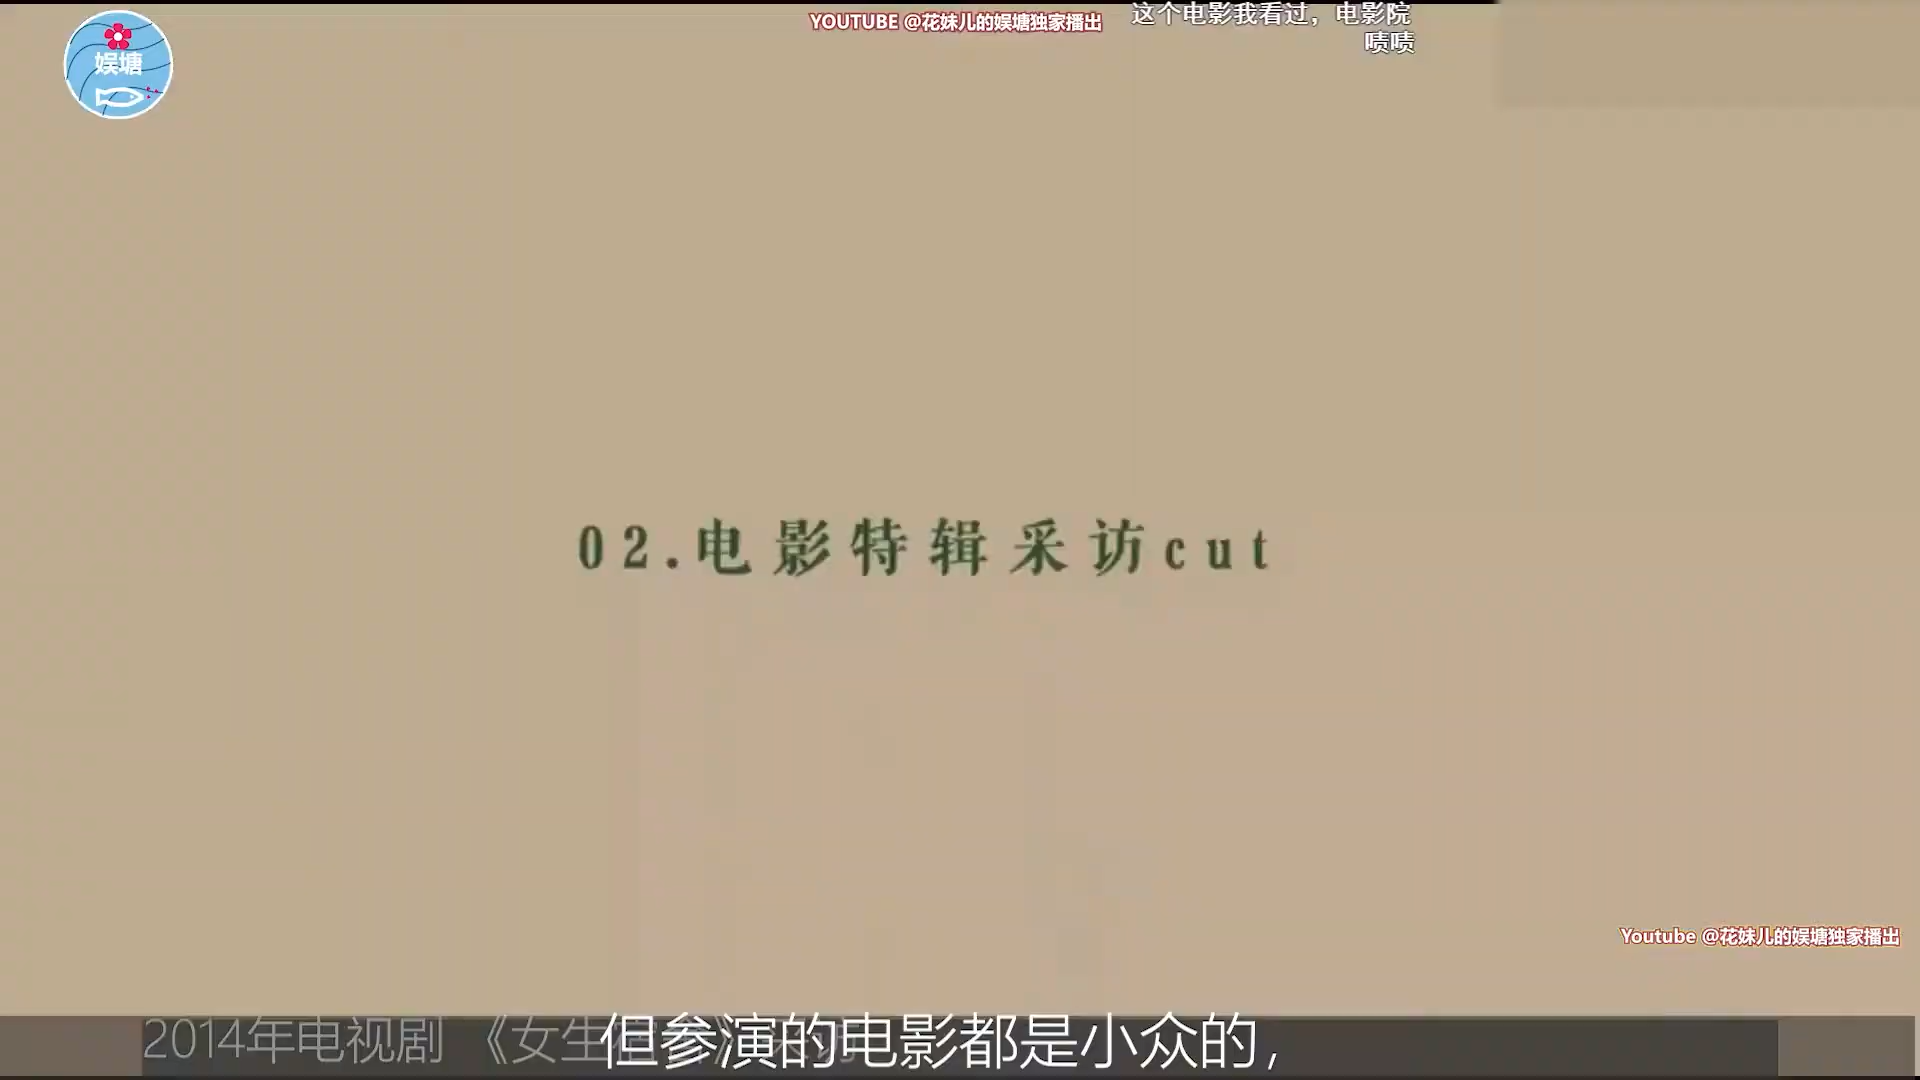 YOUTUBE @花妹儿的娱塘独家播出
这个电影我看过，电影院
啧啧
娱塘
02.电影特辑采访cut
Youtube @花妹儿的娱塘独家播出
2014年电视剧 《女生
但参演的电影都是小众的，